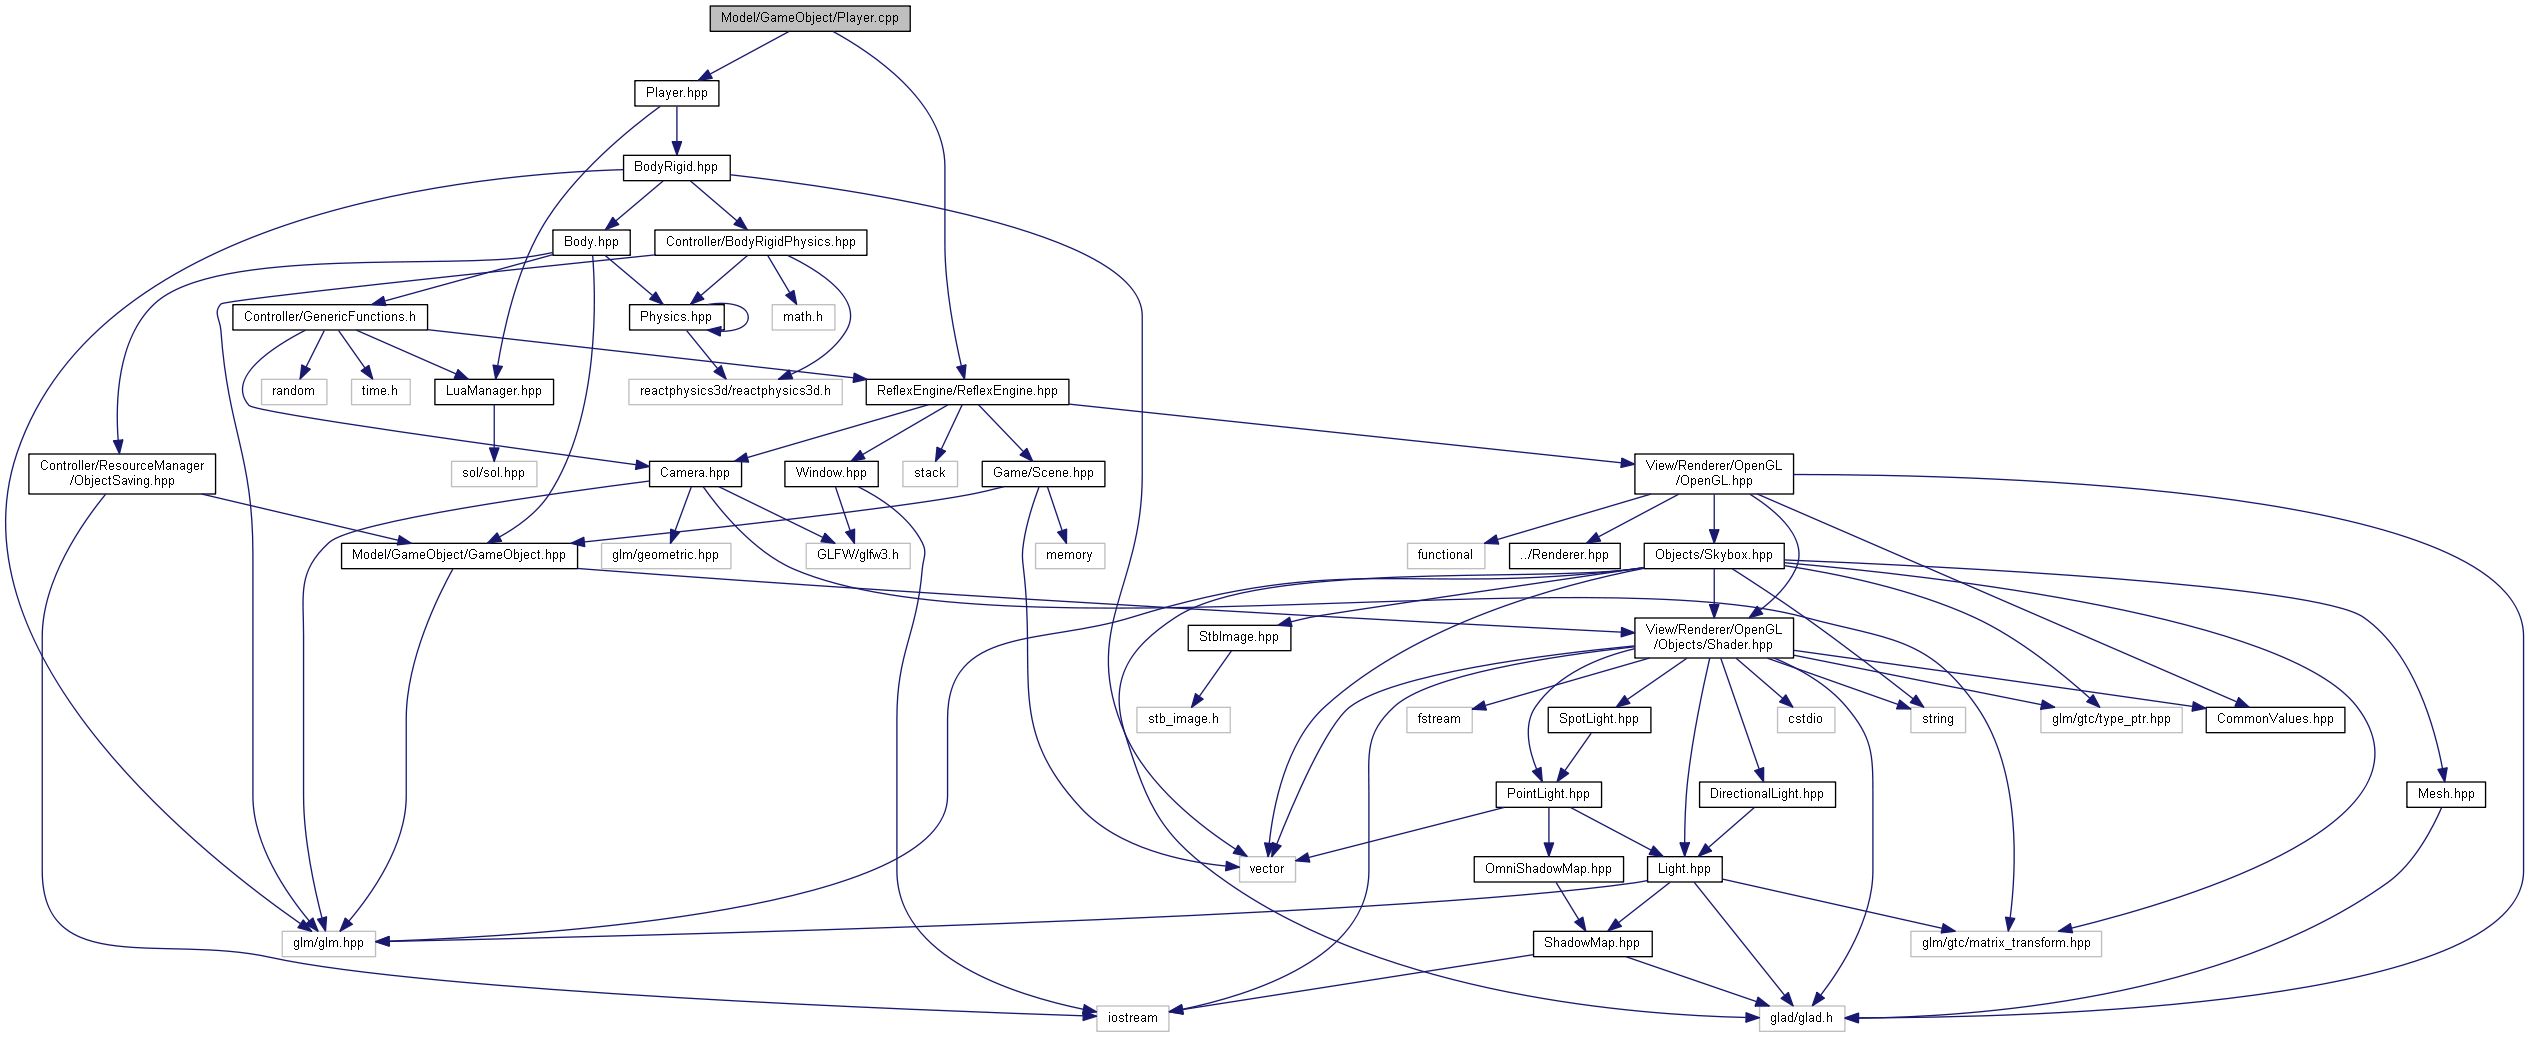 Model/GameObject/Player.cpp
Player.hpp
BodyRigid.hpp
Body.hpp
Controller/BodyRigidPhysics.hpp
Controller/GenericFunctions.h
Physics.hpp
math.h
random
time.h
LuaManager.hpp
reactphysics3d/reactphysics3d.h
ReflexEngine/ReflexEngine.hpp
Controller/ResourceManager
/ObjectSaving.hpp
sol/sol.hpp
Camera.hpp
Window.hpp
stack
Game/Scene.hpp
View/Renderer/OpenGL
/OpenGL.hpp
Model/GameObject/GameObject.hpp
glm/geometric.hpp
GLFW/glfw3.h
memory
functional
../Renderer.hpp
Objects/Skybox.hpp
StbImage.hpp
View/Renderer/OpenGL
/Objects/Shader.hpp
stb_image.h
fstream
SpotLight.hpp
cstdio
string
glm/gtc/type_ptr.hpp
CommonValues.hpp
PointLight.hpp
DirectionalLight.hpp
Mesh.hpp
vector
OmniShadowMap.hpp
Light.hpp
glm/glm.hpp
ShadowMap.hpp
glm/gtc/matrix_transform.hpp
iostream
glad/glad.h